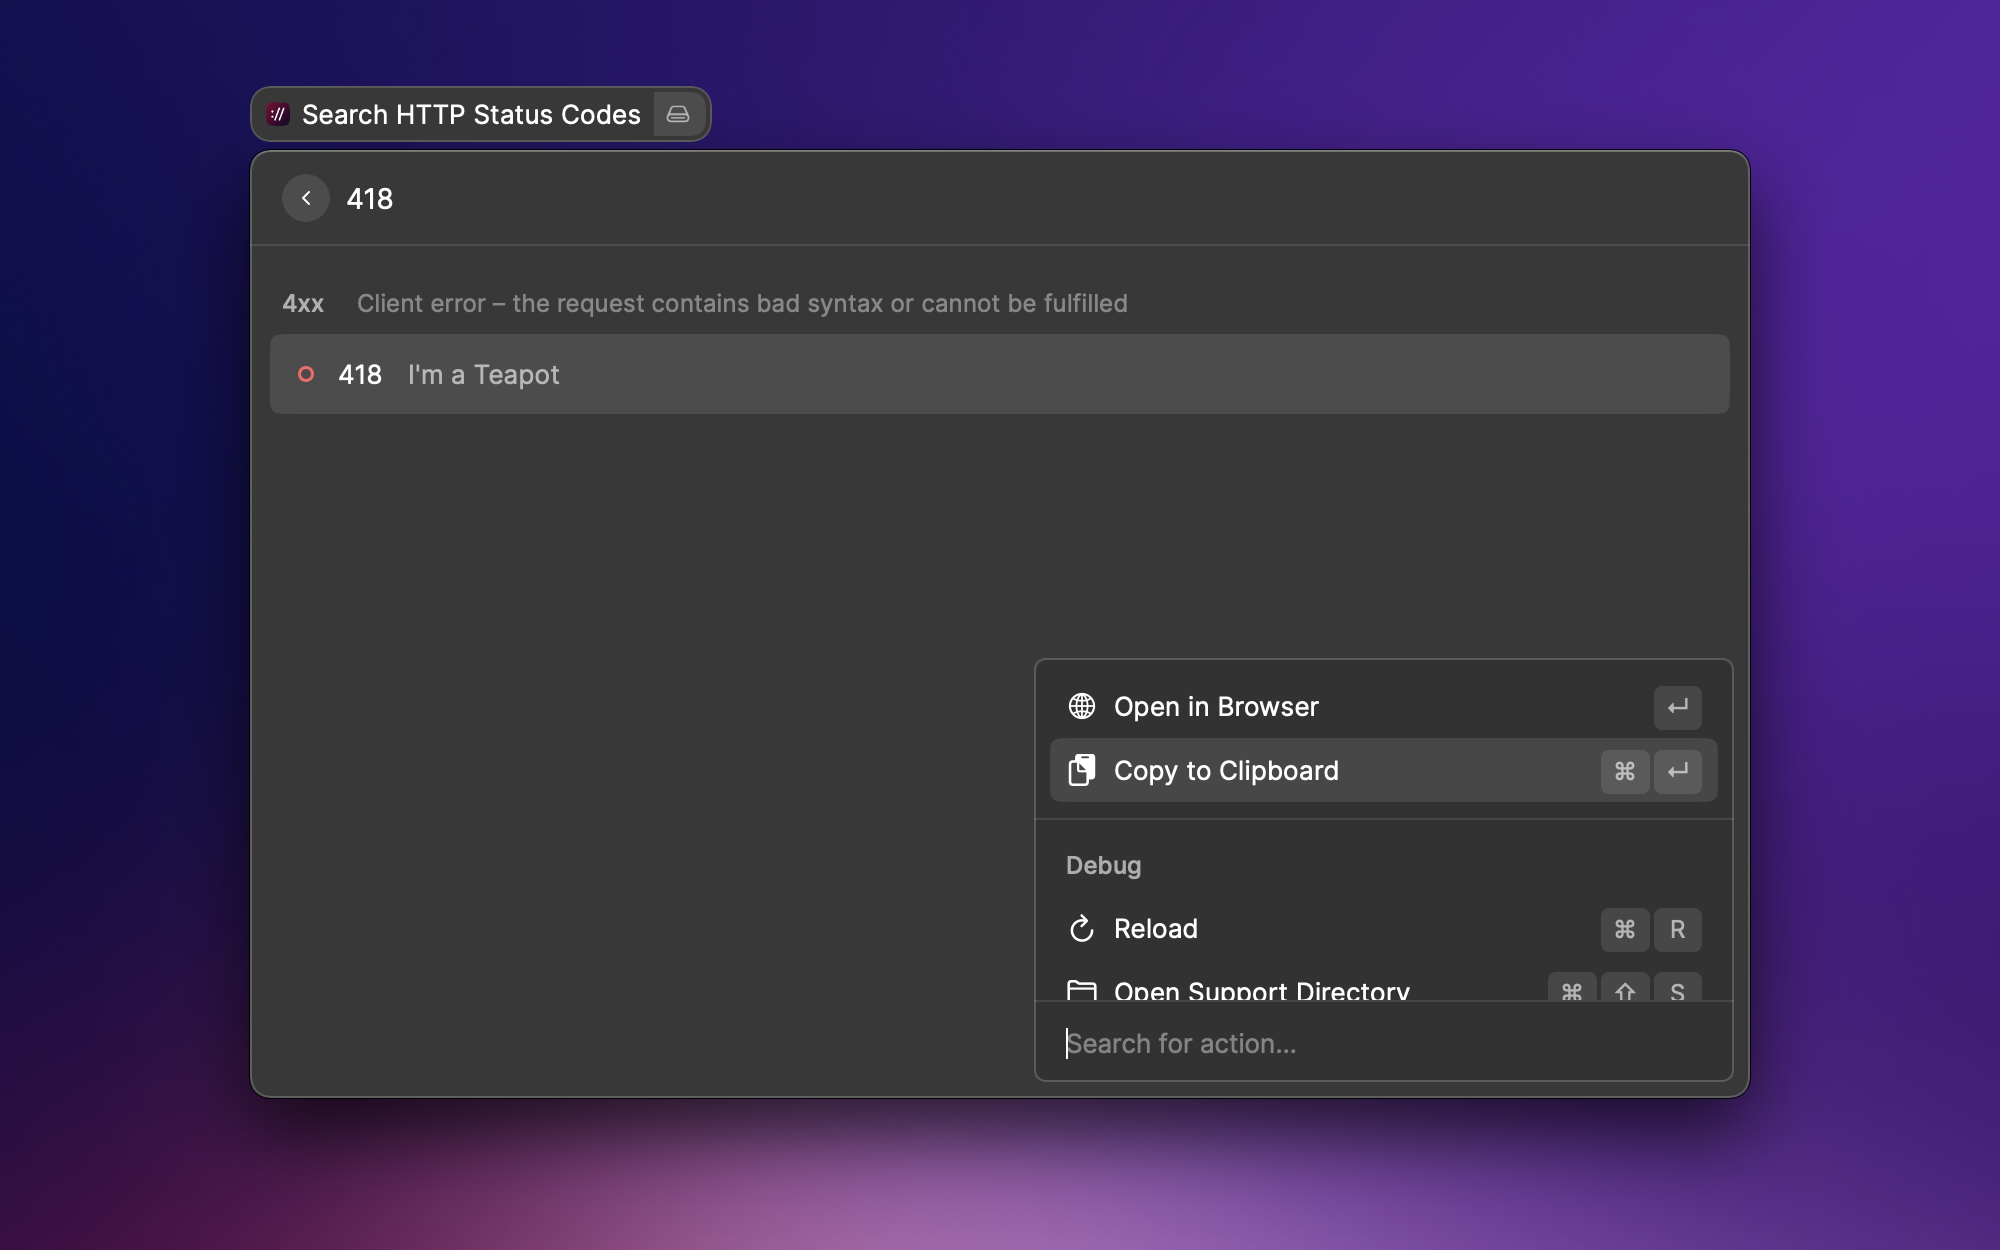 :// Search HTTP Status Codes
418
4xx Client error – the request contains bad syntax or cannot be fulfilled
418 I'm a Teapot
Open in Browser ↵
Copy to Clipboard ⌘ ↵
Debug
Reload ⌘ R
Open Support Directory ⌘ ⇧ S
Search for action...